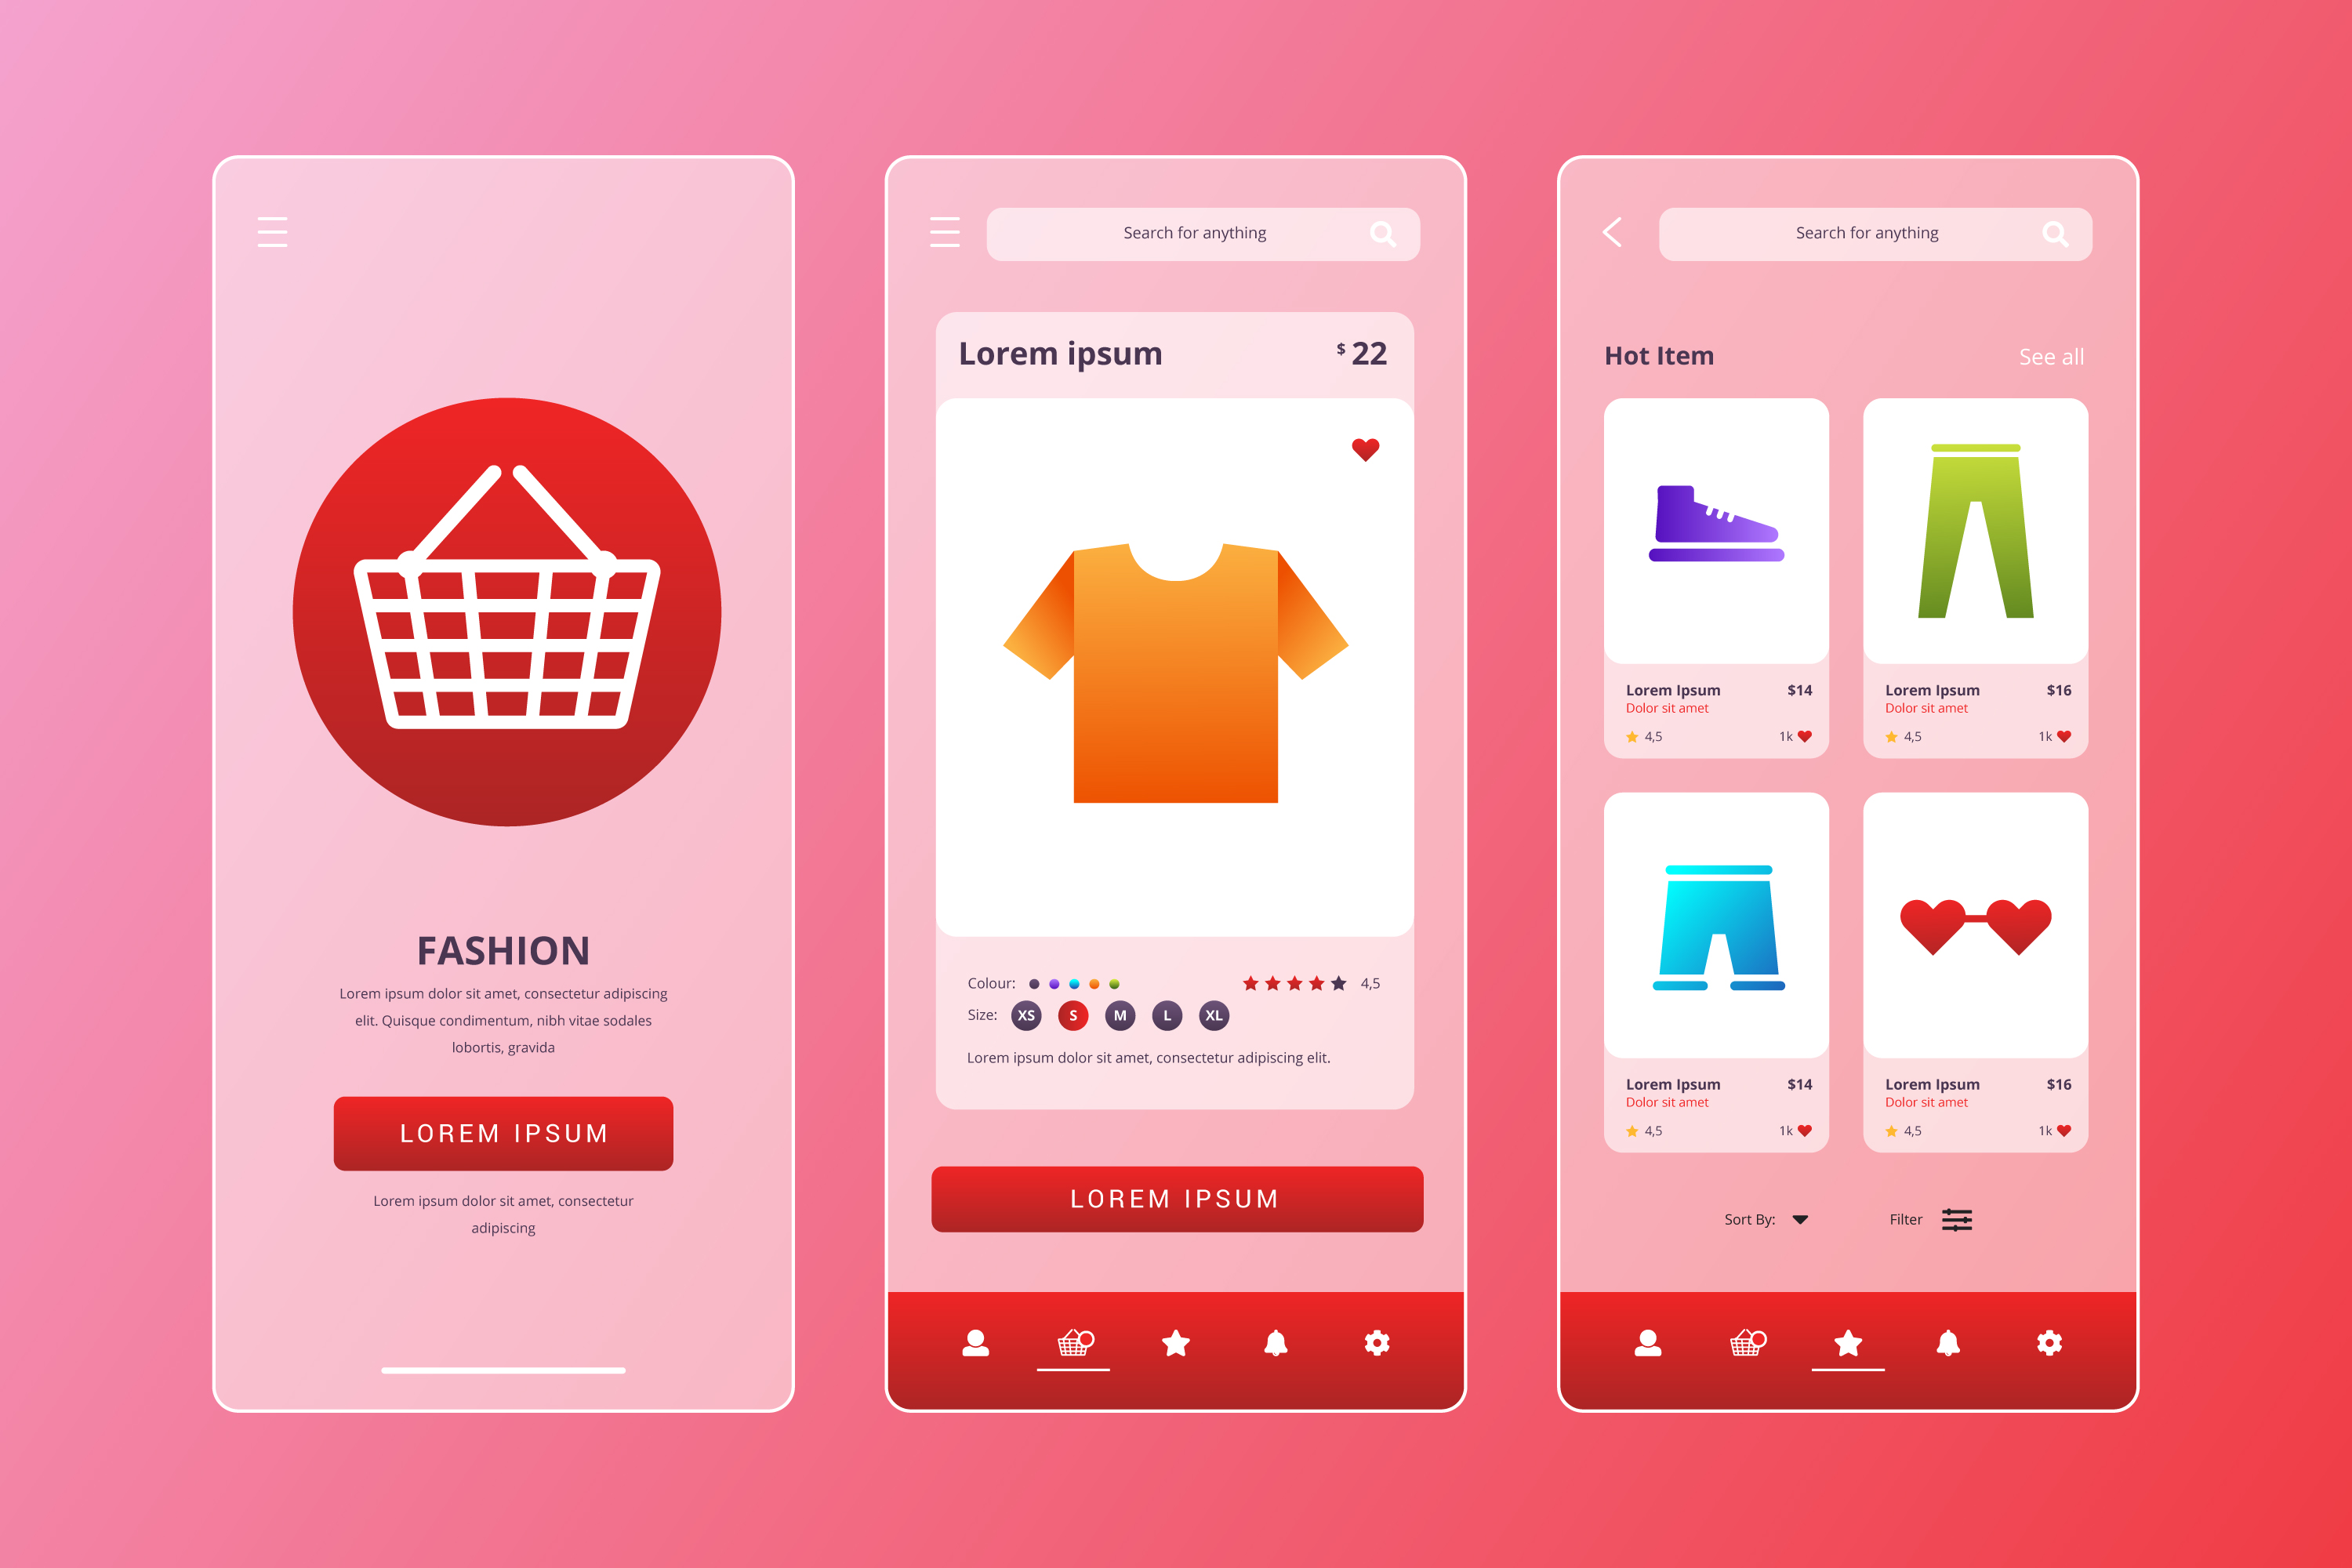 FASHION
Lorem ipsum dolor sit amet, consectetur adipiscing
elit. Quisque condimentum, nibh vitae sodales
lobortis, gravida
LOREM IPSUM
Lorem ipsum dolor sit amet, consectetur
adipiscing
Search for anything
Lorem ipsum $ 22
Colour: 4,5
Size: XS S M L XL
Lorem ipsum dolor sit amet, consectetur adipiscing elit.
LOREM IPSUM
Search for anything
Hot Item See all
Lorem Ipsum $14
Dolor sit amet
4,5 1k
Lorem Ipsum $16
Dolor sit amet
4,5 1k
Lorem Ipsum $14
Dolor sit amet
4,5 1k
Lorem Ipsum $16
Dolor sit amet
4,5 1k
Sort By: Filter